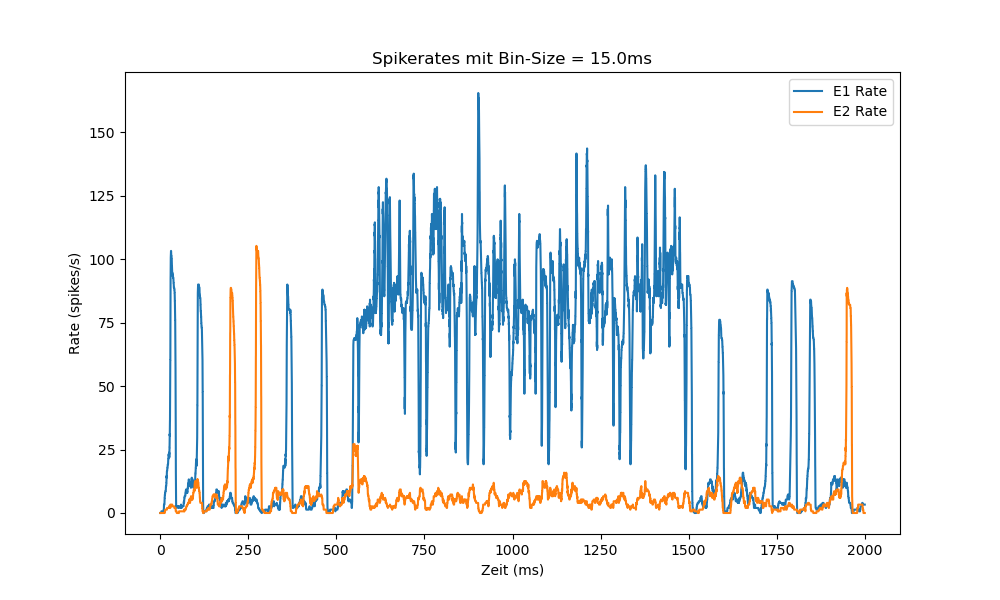 Spikerates mit Bin-Size = 15.0ms
E1 Rate
E2 Rate
Rate (spikes/s)
150
125
100
75
50
25
0
0 250 500 750 1000 1250 1500 1750 2000
Zeit (ms)